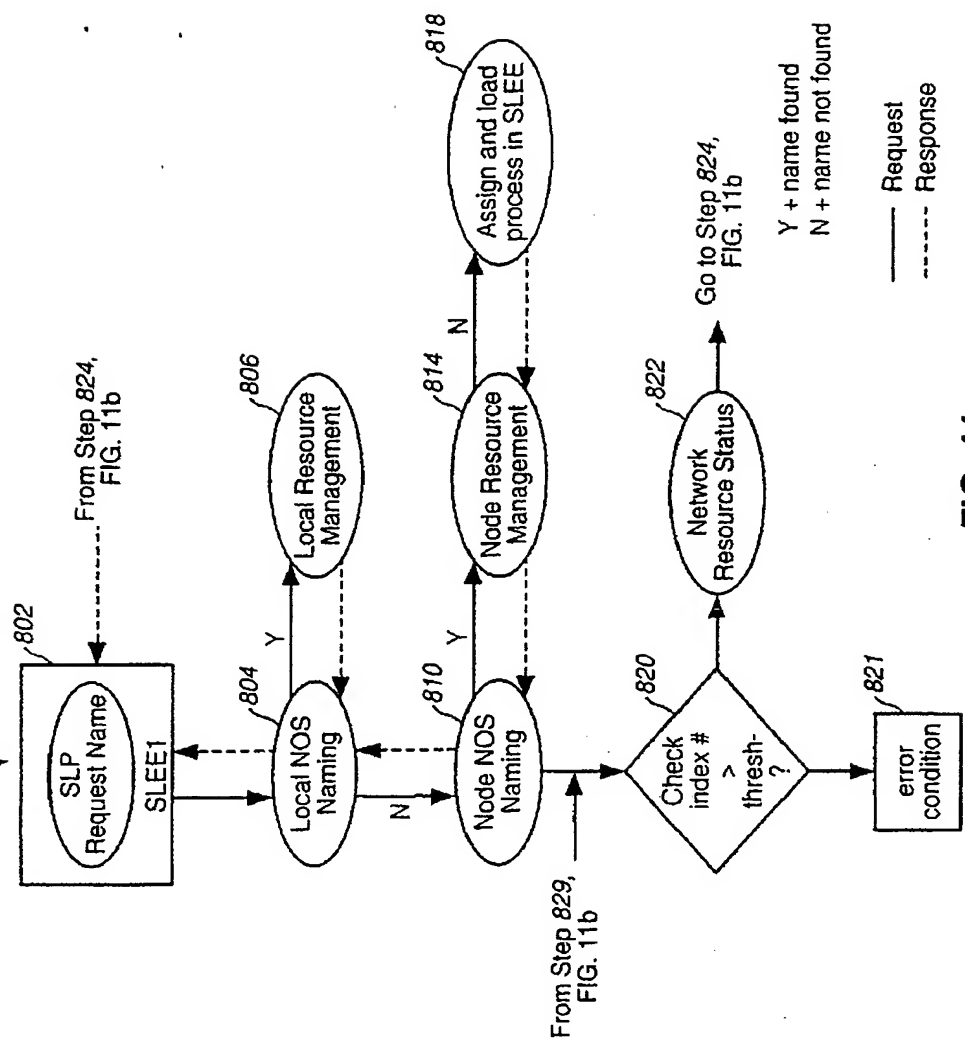 802
SLP
Request Name
SLEE1
From Step 824,
FIG. 11b
804
Local NOS
Naming
Y
806
Local Resource
Management
N
810
Node NOS
Naming
Y
814
Node Resource
Management
N
818
Assign and load
process in SLEE
From Step 829,
FIG. 11b
820
Check
index #
>
thresh-
?
822
Network
Resource Status
Go to Step 824,
FIG. 11b
821
error
condition
Y + name found
N + name not found
Request
Response